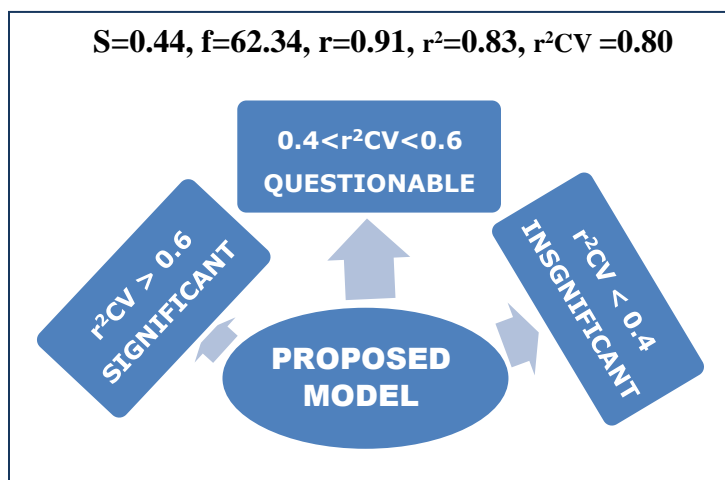 S=0.44, f=62.34, r=0.91, r²=0.83, r²CV =0.80
0.4<r²CV<0.6
QUESTIONABLE
r²CV > 0.6
SIGNIFICANT
r²CV < 0.4
INSGNIFICANT
PROPOSED
MODEL